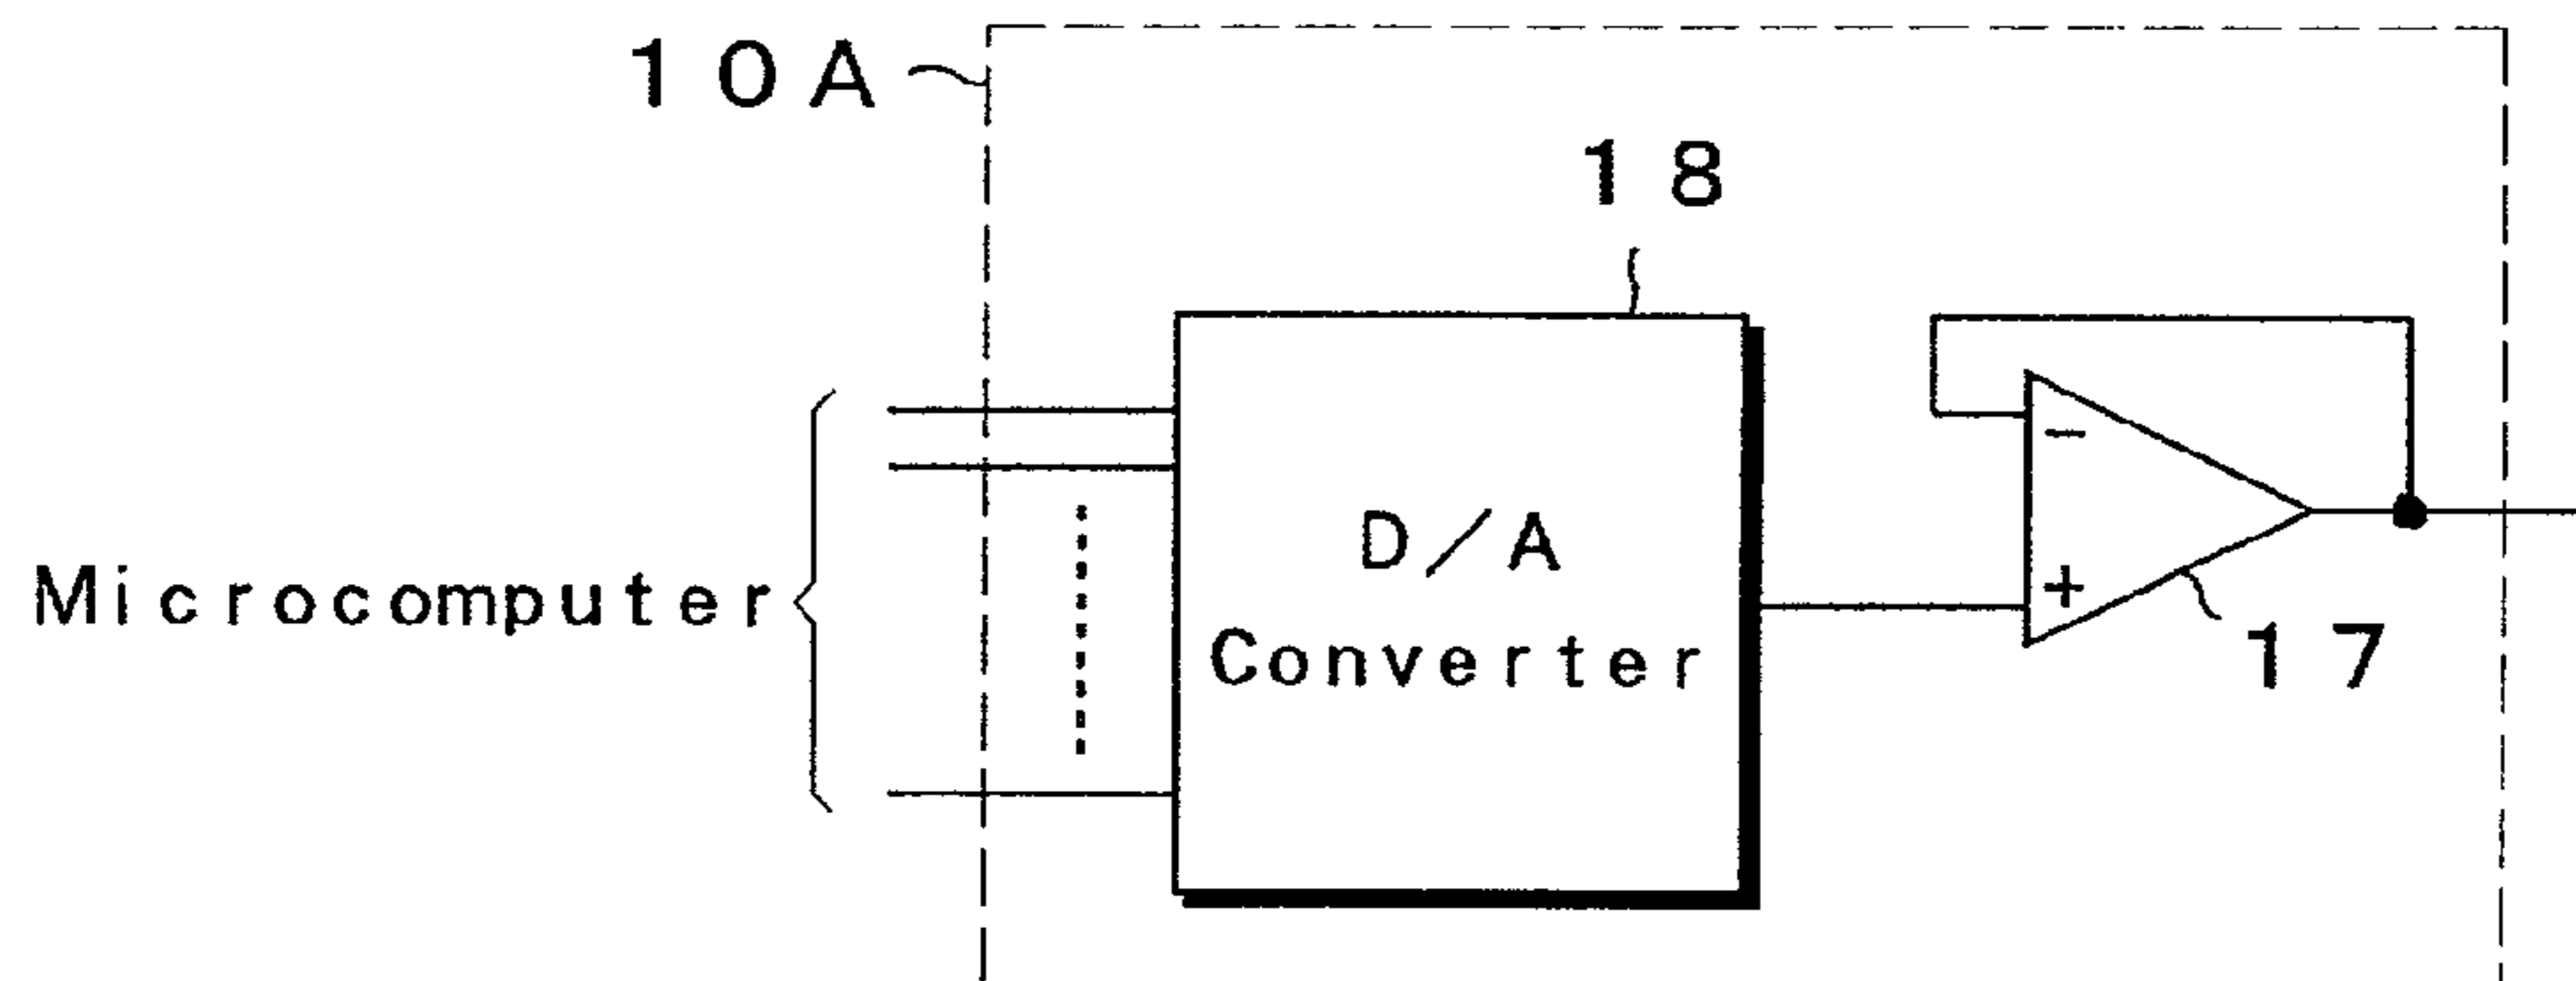 10A
18
Microcomputer
D/A
Converter
−
+
17